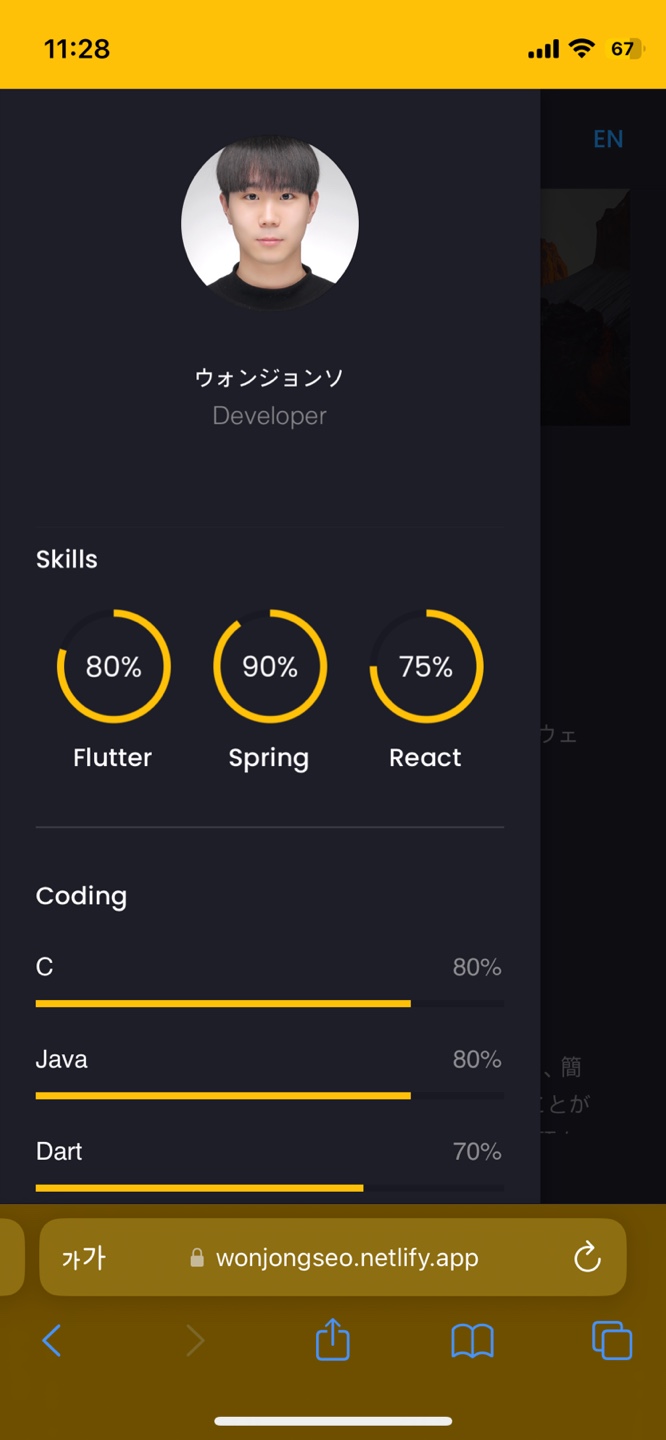 11:28
67
EN
ウォンジョンソ
Developer
Skills
80%
90%
75%
Flutter
Spring
React
ウェ
Coding
C
80%
Java
80%
、簡
とが
Dart
70%
가가
wonjongseo.netlify.app